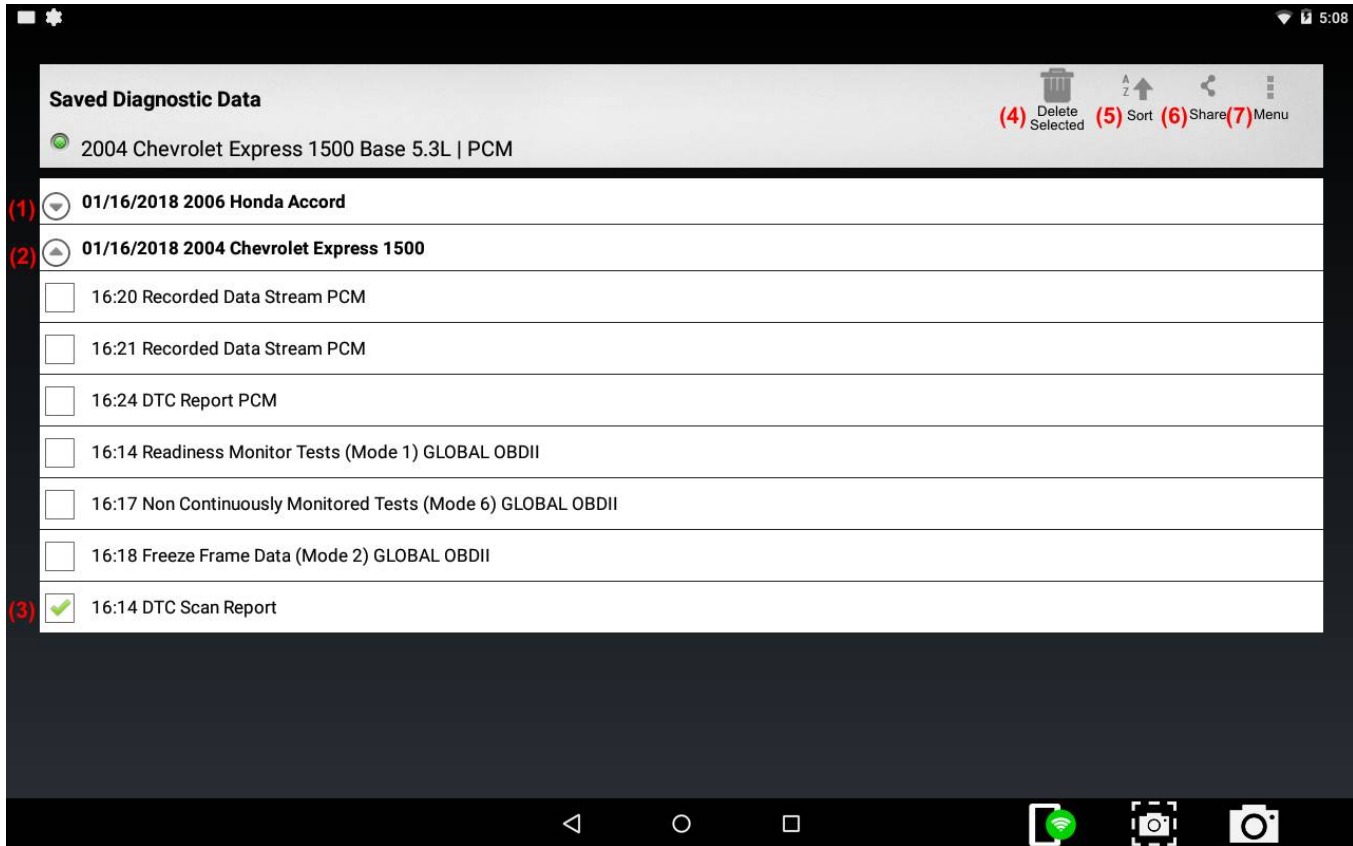 5:08
Saved Diagnostic Data
2004 Chevrolet Express 1500 Base 5.3L | PCM
(4) Delete Selected
A Z
(5) Sort
(6) Share
(7) Menu
(1) 01/16/2018 2006 Honda Accord
(2) 01/16/2018 2004 Chevrolet Express 1500
16:20 Recorded Data Stream PCM
16:21 Recorded Data Stream PCM
16:24 DTC Report PCM
16:14 Readiness Monitor Tests (Mode 1) GLOBAL OBDII
16:17 Non Continuously Monitored Tests (Mode 6) GLOBAL OBDII
16:18 Freeze Frame Data (Mode 2) GLOBAL OBDII
(3) 16:14 DTC Scan Report